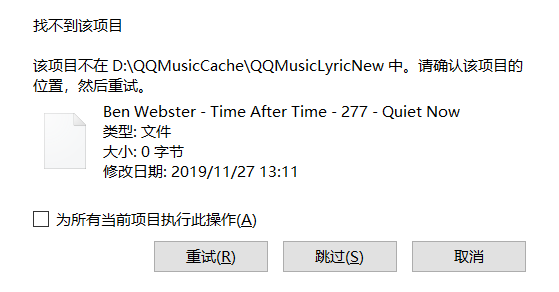 找不到该项目
该项目不在 D:\QQMusicCache\QQMusicLyricNew 中。请确认该项目的
位置，然后重试。
Ben Webster - Time After Time - 277 - Quiet Now
类型: 文件
大小: 0 字节
修改日期: 2019/11/27 13:11
为所有当前项目执行此操作(A)
重试(R)
跳过(S)
取消